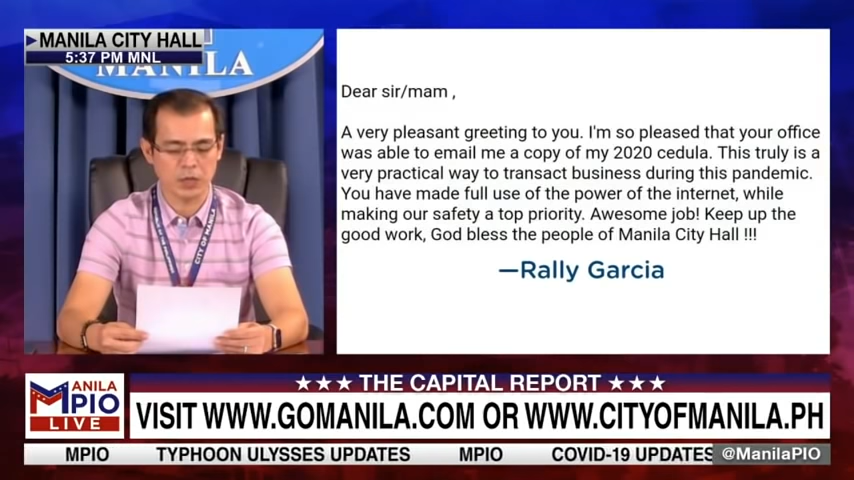 MANILA CITY HALL
5:37 PM MNL
MANILA
CITY OF MANILA
Dear sir/mam ,
A very pleasant greeting to you. I'm so pleased that your office
was able to email me a copy of my 2020 cedula. This truly is a
very practical way to transact business during this pandemic.
You have made full use of the power of the internet, while
making our safety a top priority. Awesome job! Keep up the
good work, God bless the people of Manila City Hall !!!
—Rally Garcia
MANILA
PIO
LIVE
★★★ THE CAPITAL REPORT ★★★
VISIT WWW.GOMANILA.COM OR WWW.CITYOFMANILA.PH
MPIO TYPHOON ULYSSES UPDATES MPIO COVID-19 UPDATES @ManilaPIO